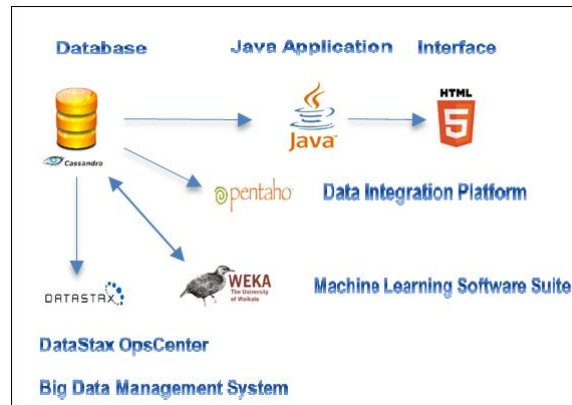 Database
Java Application
Interface
HTML
5
Java
Cassandra
pentaho
Data Integration Platform
DATASTAX
WEKA
The University
of Waikato
Machine Learning Software Suite
DataStax OpsCenter
Big Data Management System